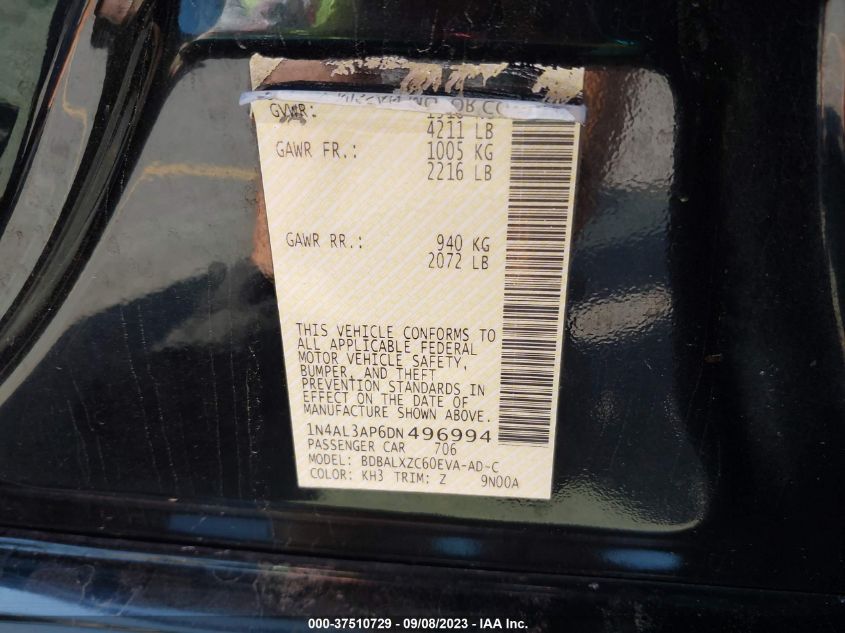 GVWR:
4211 LB
GAWR FR.: 1005 KG
2216 LB
GAWR RR.: 940 KG
2072 LB
THIS VEHICLE CONFORMS TO
ALL APPLICABLE FEDERAL
MOTOR VEHICLE SAFETY,
BUMPER, AND THEFT
PREVENTION STANDARDS IN
EFFECT ON THE DATE OF
MANUFACTURE SHOWN ABOVE.
1N4AL3AP6DN496994
PASSENGER CAR 706
MODEL: BDBALXZC60EVA-AD-C
COLOR: KH3 TRIM: Z 9N00A
000-37510729 - 09/08/2023 - IAA Inc.